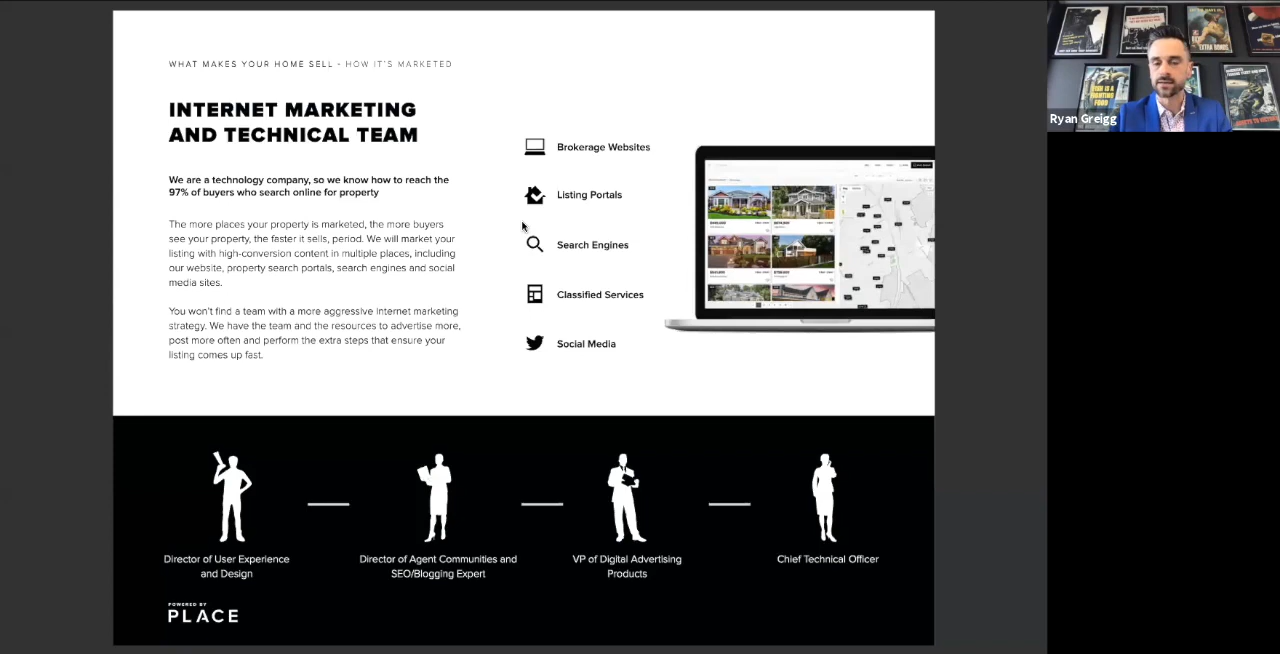 WHAT MAKES YOUR HOME SELL - HOW IT'S MARKETED
INTERNET MARKETING
AND TECHNICAL TEAM
We are a technology company, so we know how to reach the
97% of buyers who search online for property
The more places your property is marketed, the more buyers
see your property, the faster it sells, period. We will market your
listing with high-conversion content in multiple places, including
our website, property search portals, search engines and social
media sites.
You won't find a team with a more aggressive Internet marketing
strategy. We have the team and the resources to advertise more,
post more often and perform the extra steps that ensure your
listing comes up fast.
Brokerage Websites
Listing Portals
Search Engines
Classified Services
Social Media
Director of User Experience
and Design
Director of Agent Communities and
SEO/Blogging Expert
VP of Digital Advertising
Products
Chief Technical Officer
POWERED BY
PLACE
Ryan Greigg